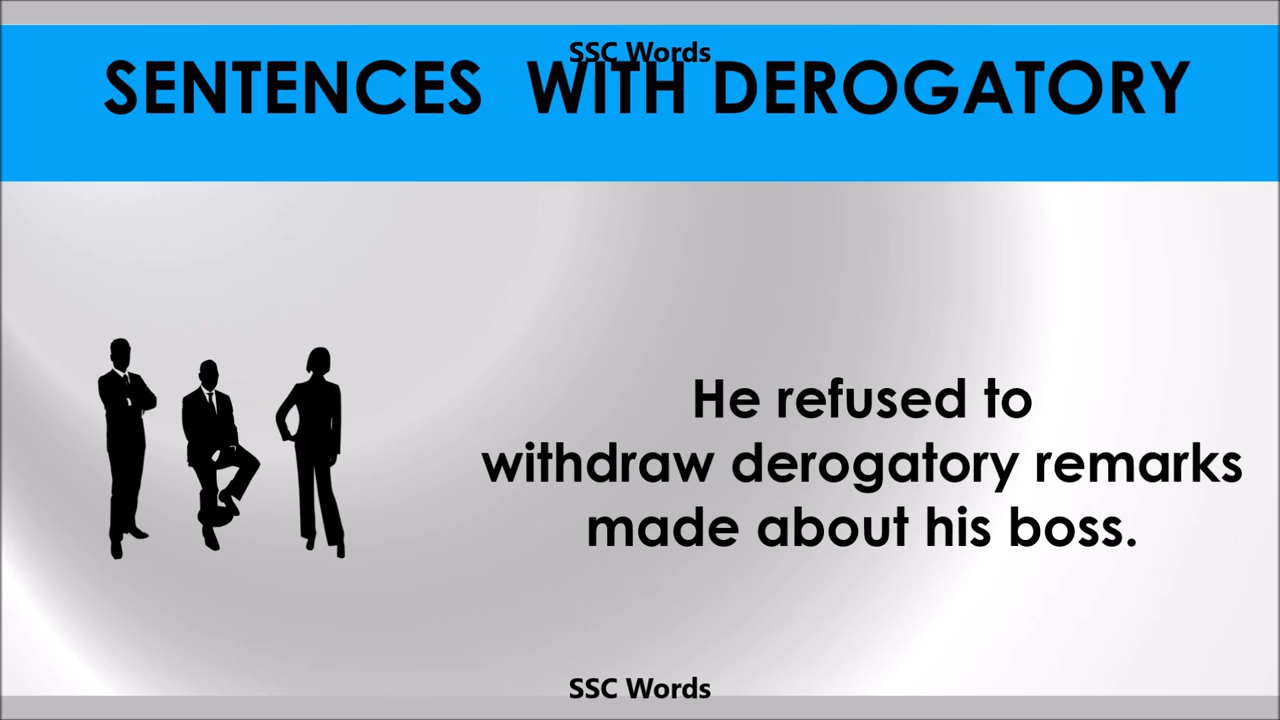 SSC Words
SENTENCES WITH DEROGATORY
He refused to
withdraw derogatory remarks
made about his boss.
SSC Words